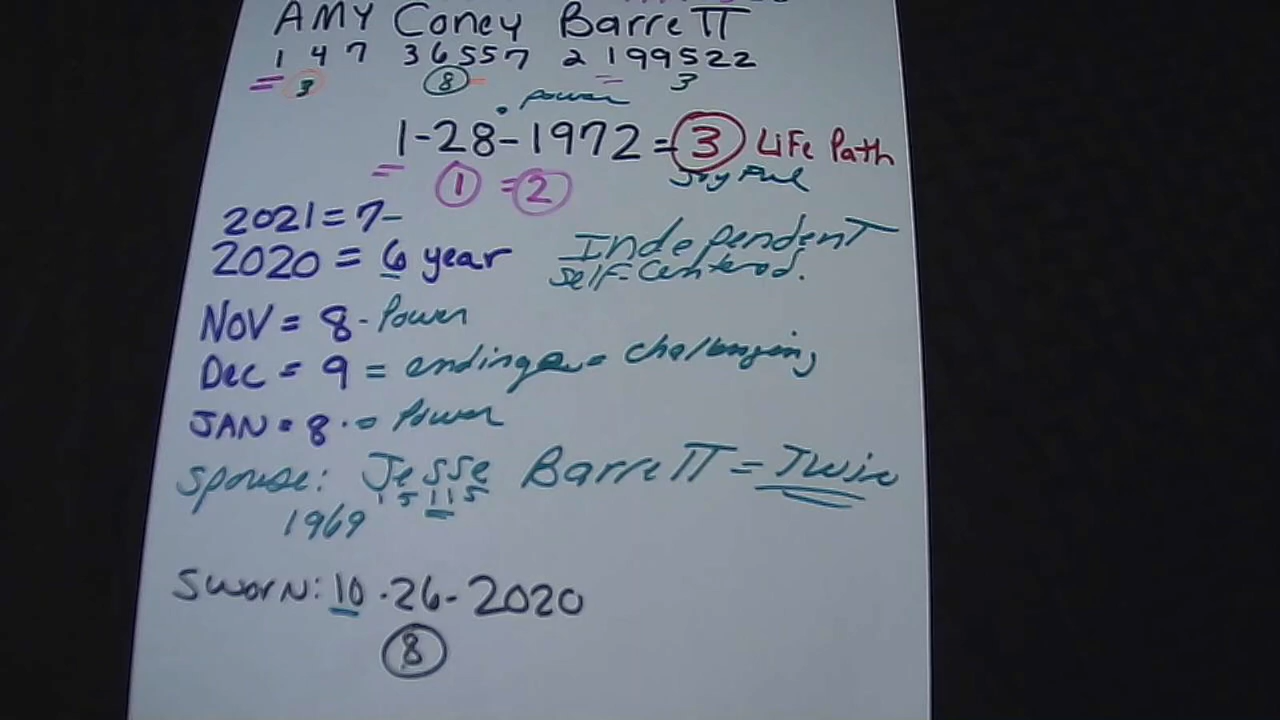 AMY Coney Barrett
1 4 7 3 6 5 5 7 2 1 9 9 5 2 2
3 8 3
power
1-28-1972 = 3 Life Path
1 = 2 Joyful
2021 = 7-
2020 = 6 year
Independent
self-centered.
Nov = 8 - Power
Dec = 9 = ending = challenging
JAN = 8 - = Power
Spouse: Jesse Barrett = Twin
1 5 1 1 5
1969
Sworn: 10-26-2020
8